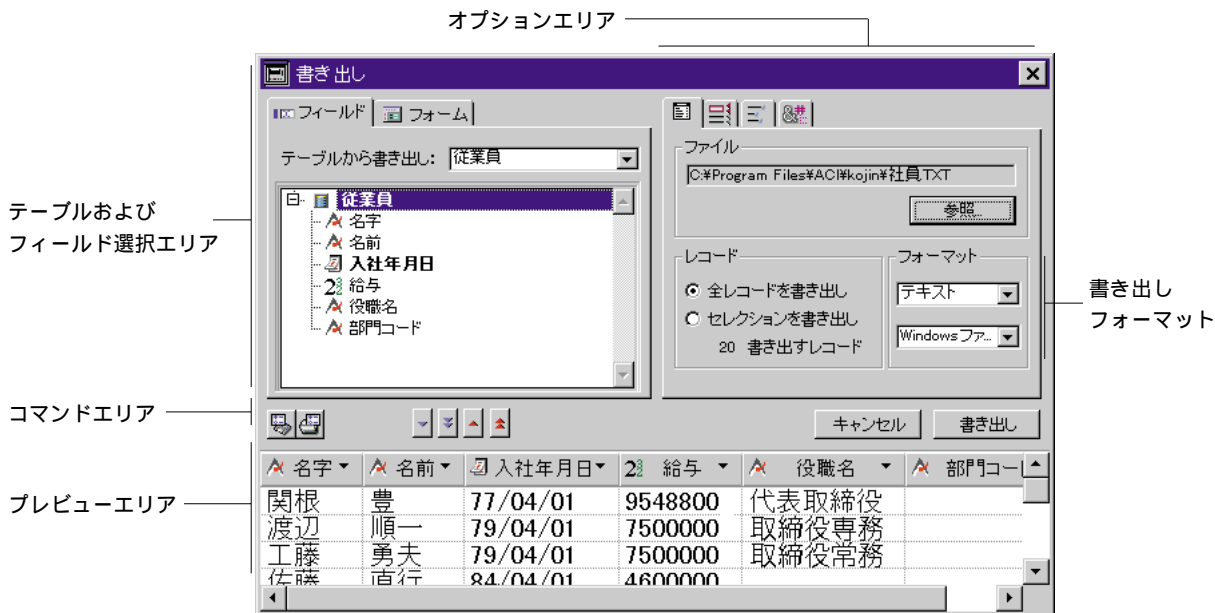 オプションエリア
書き出し
フィールド フォーム
テーブルから書き出し: 従業員
従業員
名字
名前
入社年月日
給与
役職名
部門コード
ファイル
C:¥Program Files¥ACI¥kojin¥社員.TXT
参照...
レコード
全レコードを書き出し
セレクションを書き出し
20 書き出すレコード
フォーマット
テキスト
Windowsファ...
テーブルおよび
フィールド選択エリア
書き出し
フォーマット
コマンドエリア
キャンセル 書き出し
プレビューエリア
名字 名前 入社年月日 給与 役職名 部門コー
関根 豊 77/04/01 9548800 代表取締役
渡辺 順一 79/04/01 7500000 取締役専務
工藤 勇夫 79/04/01 7500000 取締役常務
佐藤 直行 84/04/01 4600000